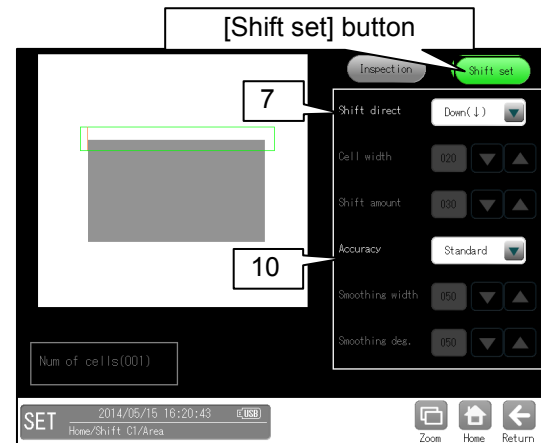 [Shift set] button
Inspection
Shift set
7
Shift direct
Down(↓)
Cell width
020
Shift amount
030
10
Accuracy
Standard
Smoothing width
050
Smoothing deg.
050
Num of cells(001)
SET
2014/05/15 16:20:43
USB
Home/Shift C1/Area
Zoom
Home
Return